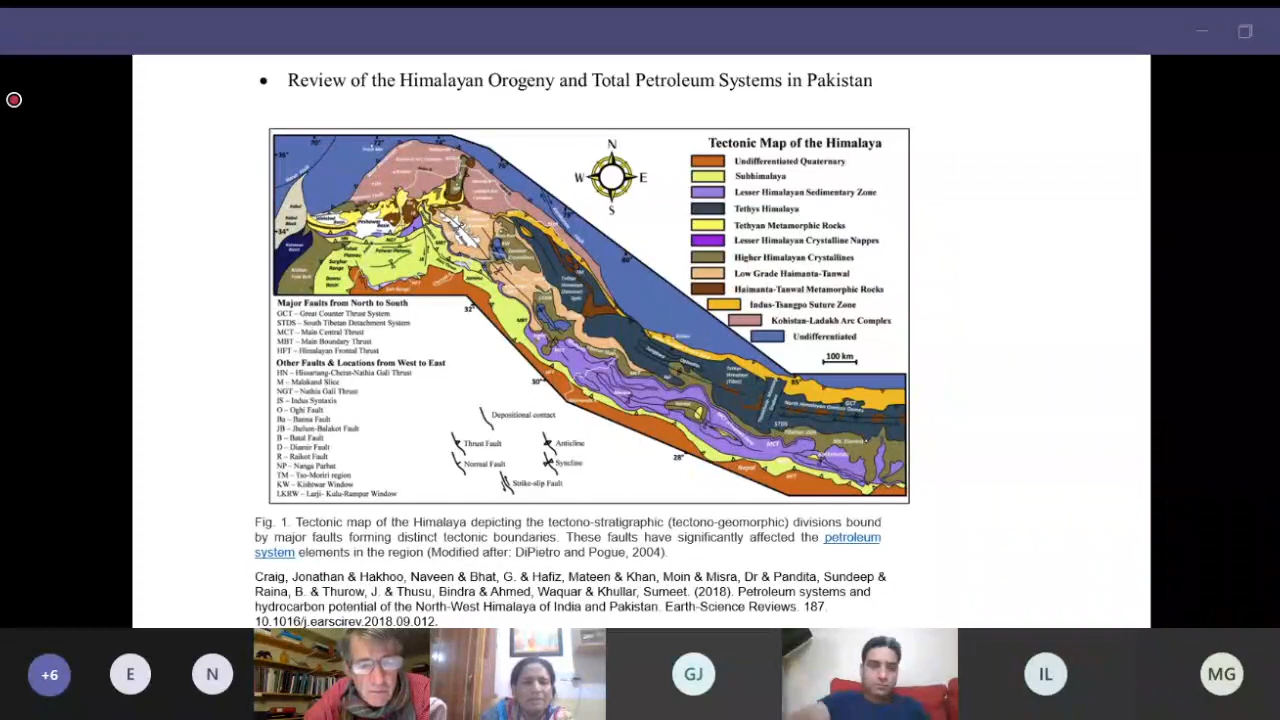 • Review of the Himalayan Orogeny and Total Petroleum Systems in Pakistan
N
W E
S
Tectonic Map of the Himalaya
Undifferentiated Quaternary
Subhimalaya
Lesser Himalayan Sedimentary Zone
Tethys Himalaya
Tethyan Metamorphic Rocks
Lesser Himalayan Crystalline Nappes
Higher Himalayan Crystallines
Low Grade Haimanta-Tanwal
Haimanta-Tanwal Metamorphic Rocks
Indus-Tsangpo Suture Zone
Kohistan-Ladakh Arc Complex
Undifferentiated
100 km
Major Faults from North to South
GCT – Great Counter Thrust System
STDS – South Tibetan Detachment System
MCT – Main Central Thrust
MBT – Main Boundary Thrust
HFT – Himalayan Frontal Thrust
Other Faults & Locations from West to East
HN – Hissartang-Cherat-Nathia Gali Thrust
M – Malakand Slice
NGT – Nathia Gali Thrust
IS – Indus Syntaxis
O – Oghi Fault
Ba – Banna Fault
JB – Jhelum-Balakot Fault
B – Batal Fault
D – Diamir Fault
R – Raikot Fault
NP – Nanga Parbat
TM – Tso-Moriri region
KW – Kishtwar Window
LKRW – Larji- Kulu-Rampur Window
Depositional contact
Thrust Fault
Anticline
Normal Fault
Syncline
Strike-slip Fault
32°
30°
28°
Peshawar
Basin
Nepal
MCT
STDS
GCT
MBT
Fig. 1. Tectonic map of the Himalaya depicting the tectono-stratigraphic (tectono-geomorphic) divisions bound
by major faults forming distinct tectonic boundaries. These faults have significantly affected the petroleum
system elements in the region (Modified after: DiPietro and Pogue, 2004).
Craig, Jonathan & Hakhoo, Naveen & Bhat, G. & Hafiz, Mateen & Khan, Moin & Misra, Dr & Pandita, Sundeep &
Raina, B. & Thurow, J. & Thusu, Bindra & Ahmed, Waquar & Khullar, Sumeet. (2018). Petroleum systems and
hydrocarbon potential of the North-West Himalaya of India and Pakistan. Earth-Science Reviews. 187.
10.1016/j.earscirev.2018.09.012.
+6
E
N
GJ
IL
MG